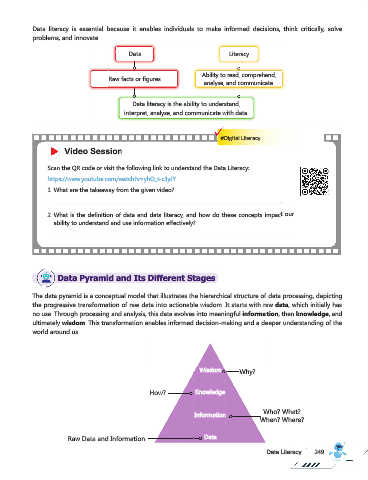 Data literacy is essential because it enables individuals to make informed decisions, think critically, solve
problems, and innovate
Data
Literacy
Raw facts or figures
Ability to read, comprehend,
analyse, and communicate
Data literacy is the ability to understand,
interpret, analyze, and communicate with data
#Digital Literacy
Video Session
Scan the QR code or visit the following link to understand the Data Literacy:
1 What are the takeaway from the given video?
2 What is the definition of data and data literacy, and how do these concepts impact our
ability to understand and use information effectively?
Data Pyramid and Its Different Stages
The data pyramid is a conceptual model that illustrates the hierarchical structure of data processing, depicting
the progressive transformation of raw data into actionable wisdom It starts with raw data, which initially has
no use Through processing and analysis, this data evolves into meaningful information, then knowledge, and
ultimately wisdom This transformation enables informed decision-making and a deeper understanding of the
world around us
Wisdom
Why?
How?
Knowledge
Information
Who? What?
When? Where?
Raw Data and Information
Data
Data Literacy 349